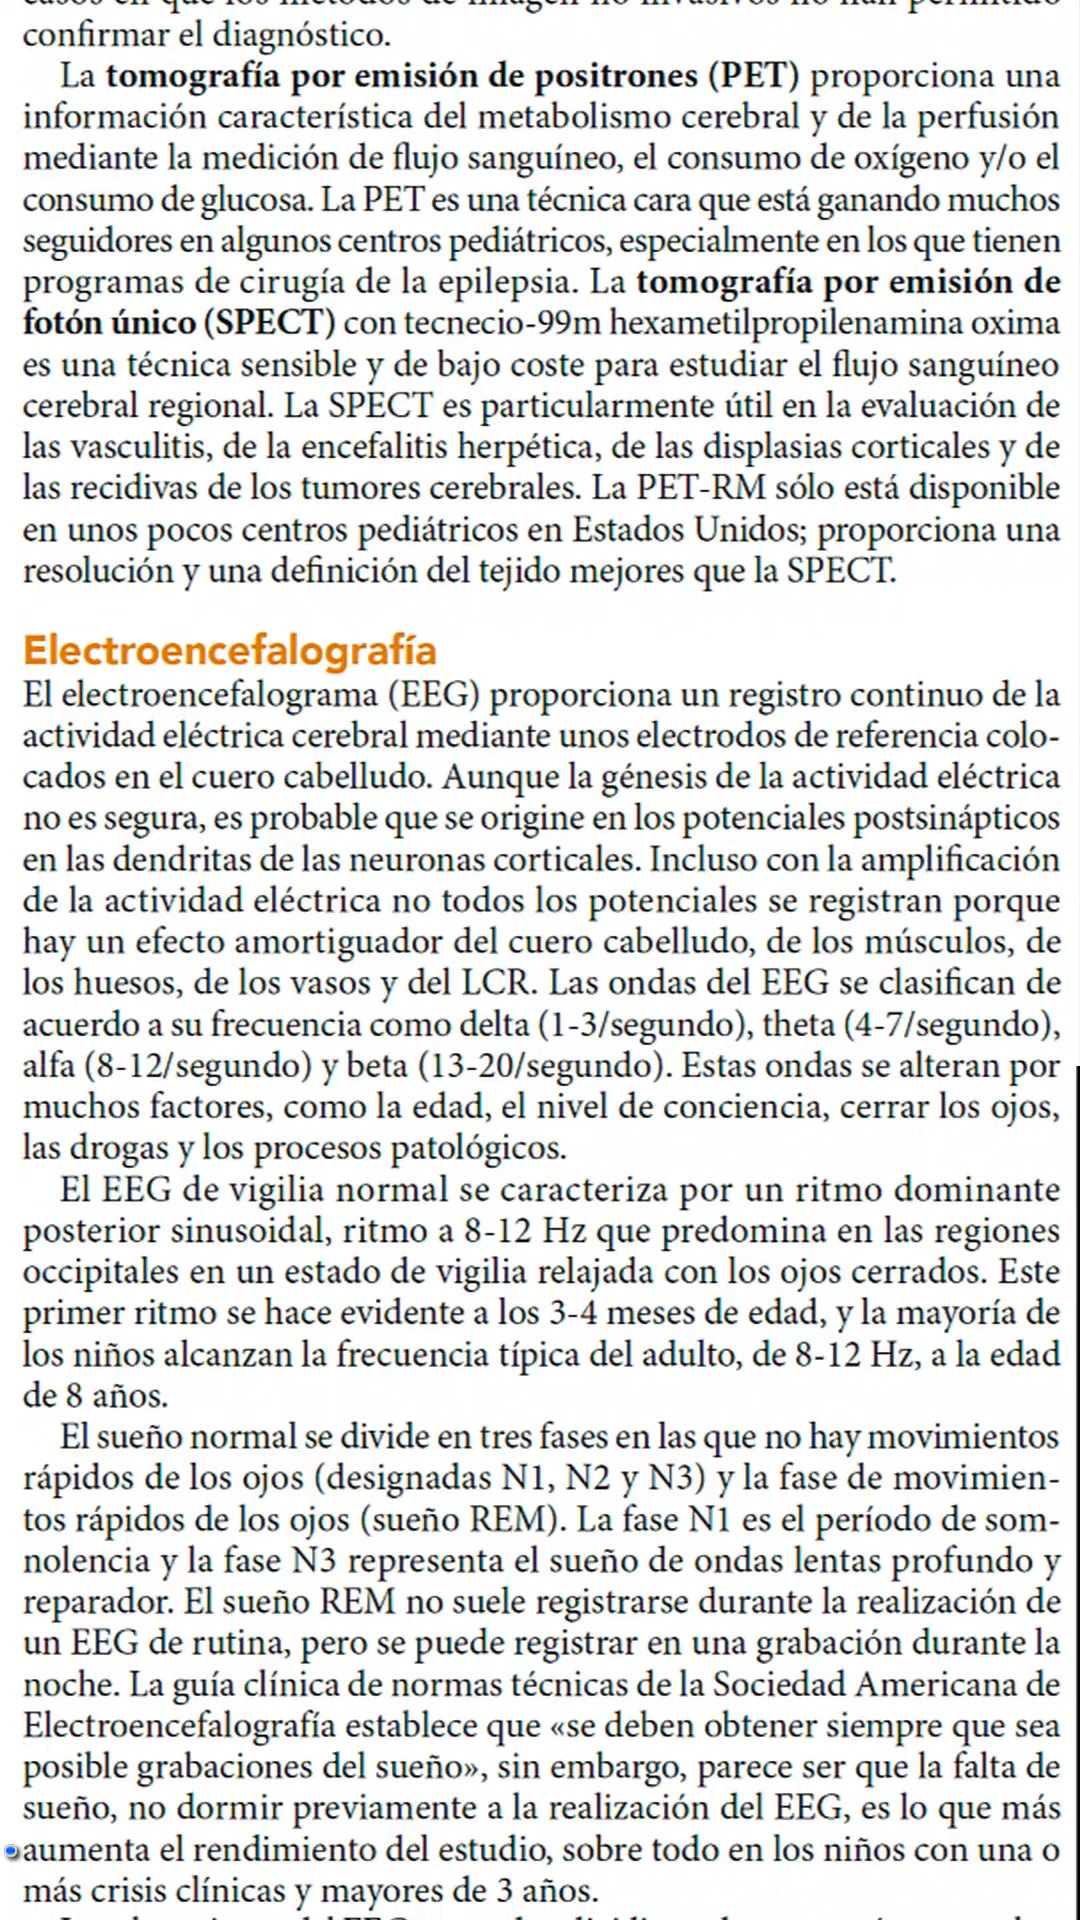 casos en que los métodos de imagen no invasivos no han permitido
confirmar el diagnóstico.
La tomografía por emisión de positrones (PET) proporciona una
información característica del metabolismo cerebral y de la perfusión
mediante la medición de flujo sanguíneo, el consumo de oxígeno y/o el
consumo de glucosa. La PET es una técnica cara que está ganando muchos
seguidores en algunos centros pediátricos, especialmente en los que tienen
programas de cirugía de la epilepsia. La tomografía por emisión de
fotón único (SPECT) con tecnecio-99m hexametilpropilenamina oxima
es una técnica sensible y de bajo coste para estudiar el flujo sanguíneo
cerebral regional. La SPECT es particularmente útil en la evaluación de
las vasculitis, de la encefalitis herpética, de las displasias corticales y de
las recidivas de los tumores cerebrales. La PET-RM sólo está disponible
en unos pocos centros pediátricos en Estados Unidos; proporciona una
resolución y una definición del tejido mejores que la SPECT.
Electroencefalografía
El electroencefalograma (EEG) proporciona un registro continuo de la
actividad eléctrica cerebral mediante unos electrodos de referencia colo-
cados en el cuero cabelludo. Aunque la génesis de la actividad eléctrica
no es segura, es probable que se origine en los potenciales postsinápticos
en las dendritas de las neuronas corticales. Incluso con la amplificación
de la actividad eléctrica no todos los potenciales se registran porque
hay un efecto amortiguador del cuero cabelludo, de los músculos, de
los huesos, de los vasos y del LCR. Las ondas del EEG se clasifican de
acuerdo a su frecuencia como delta (1-3/segundo), theta (4-7/segundo),
alfa (8-12/segundo) y beta (13-20/segundo). Estas ondas se alteran por
muchos factores, como la edad, el nivel de conciencia, cerrar los ojos,
las drogas y los procesos patológicos.
El EEG de vigilia normal se caracteriza por un ritmo dominante
posterior sinusoidal, ritmo a 8-12 Hz que predomina en las regiones
occipitales en un estado de vigilia relajada con los ojos cerrados. Este
primer ritmo se hace evidente a los 3-4 meses de edad, y la mayoría de
los niños alcanzan la frecuencia típica del adulto, de 8-12 Hz, a la edad
de 8 años.
El sueño normal se divide en tres fases en las que no hay movimientos
rápidos de los ojos (designadas N1, N2 y N3) y la fase de movimien-
tos rápidos de los ojos (sueño REM). La fase N1 es el período de som-
nolencia y la fase N3 representa el sueño de ondas lentas profundo y
reparador. El sueño REM no suele registrarse durante la realización de
un EEG de rutina, pero se puede registrar en una grabación durante la
noche. La guía clínica de normas técnicas de la Sociedad Americana de
Electroencefalografía establece que «se deben obtener siempre que sea
posible grabaciones del sueño», sin embargo, parece ser que la falta de
sueño, no dormir previamente a la realización del EEG, es lo que más
aumenta el rendimiento del estudio, sobre todo en los niños con una o
más crisis clínicas y mayores de 3 años.